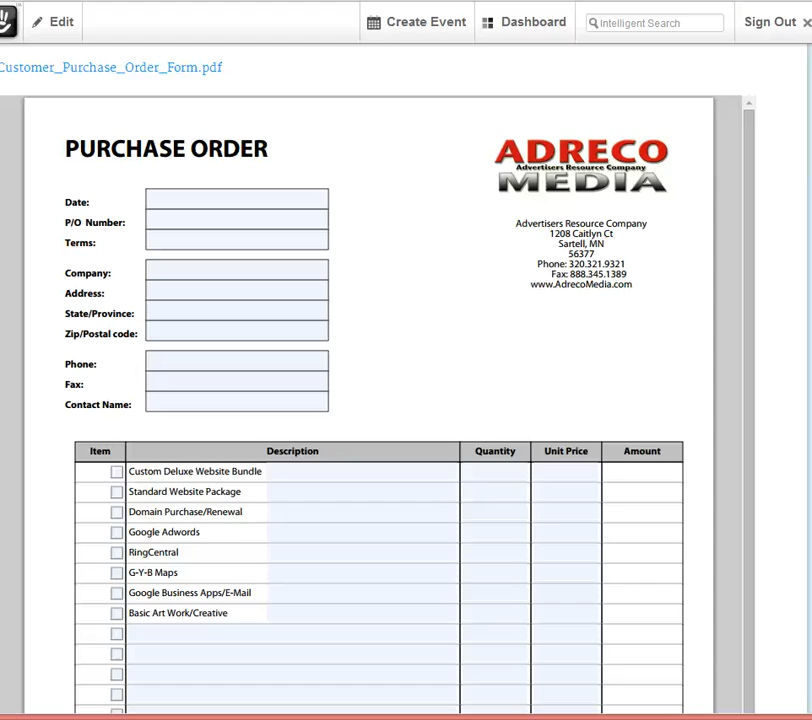 Edit
Create Event
Dashboard
Intelligent Search
Sign Out
Customer_Purchase_Order_Form.pdf
PURCHASE ORDER
ADRECO
Advertisers Resource Company
MEDIA
Date:
P/O Number:
Terms:
Advertisers Resource Company
1208 Caitlyn Ct
Sartell, MN
56377
Phone: 320.321.9321
Fax: 888.345.1389
www.AdrecoMedia.com
Company:
Address:
State/Province:
Zip/Postal code:
Phone:
Fax:
Contact Name:
Item Description Quantity Unit Price Amount
Custom Deluxe Website Bundle
Standard Website Package
Domain Purchase/Renewal
Google Adwords
RingCentral
G-Y-B Maps
Google Business Apps/E-Mail
Basic Art Work/Creative